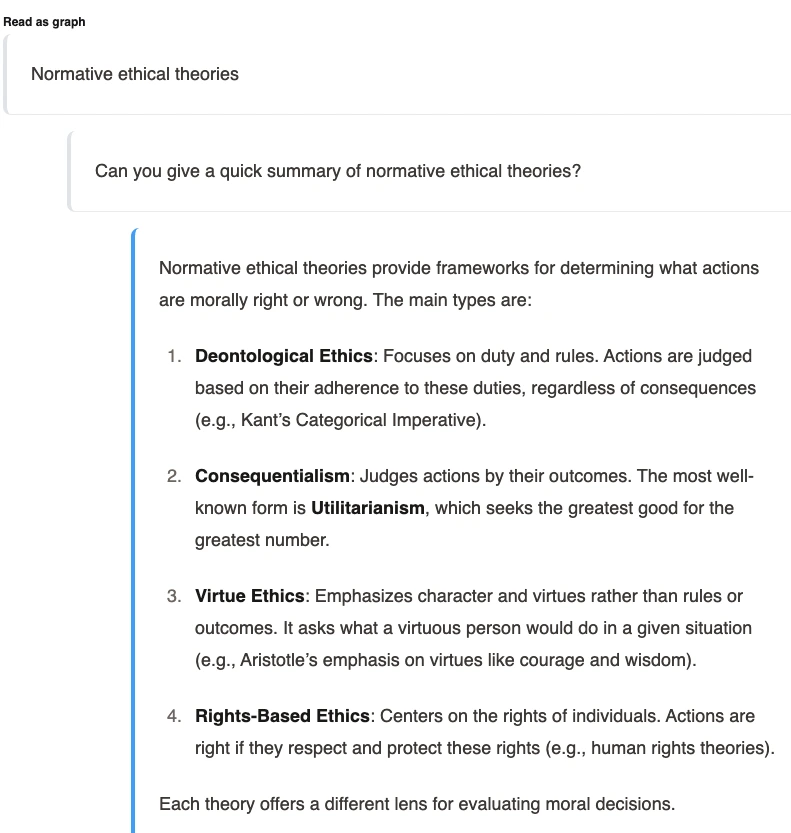 Read as graph
Normative ethical theories
Can you give a quick summary of normative ethical theories?
Normative ethical theories provide frameworks for determining what actions
are morally right or wrong. The main types are:
1. Deontological Ethics: Focuses on duty and rules. Actions are judged
based on their adherence to these duties, regardless of consequences
(e.g., Kant’s Categorical Imperative).
2. Consequentialism: Judges actions by their outcomes. The most well-
known form is Utilitarianism, which seeks the greatest good for the
greatest number.
3. Virtue Ethics: Emphasizes character and virtues rather than rules or
outcomes. It asks what a virtuous person would do in a given situation
(e.g., Aristotle’s emphasis on virtues like courage and wisdom).
4. Rights-Based Ethics: Centers on the rights of individuals. Actions are
right if they respect and protect these rights (e.g., human rights theories).
Each theory offers a different lens for evaluating moral decisions.